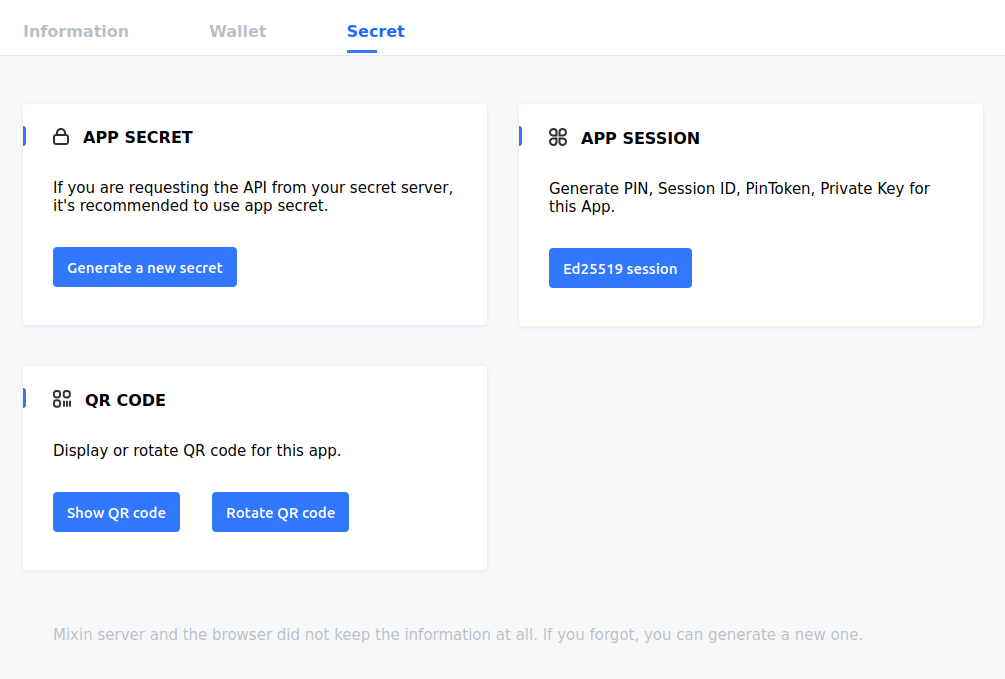 Information Wallet Secret
APP SECRET
If you are requesting the API from your secret server,
it's recommended to use app secret.
Generate a new secret
APP SESSION
Generate PIN, Session ID, PinToken, Private Key for
this App.
Ed25519 session
QR CODE
Display or rotate QR code for this app.
Show QR code Rotate QR code
Mixin server and the browser did not keep the information at all. If you forgot, you can generate a new one.